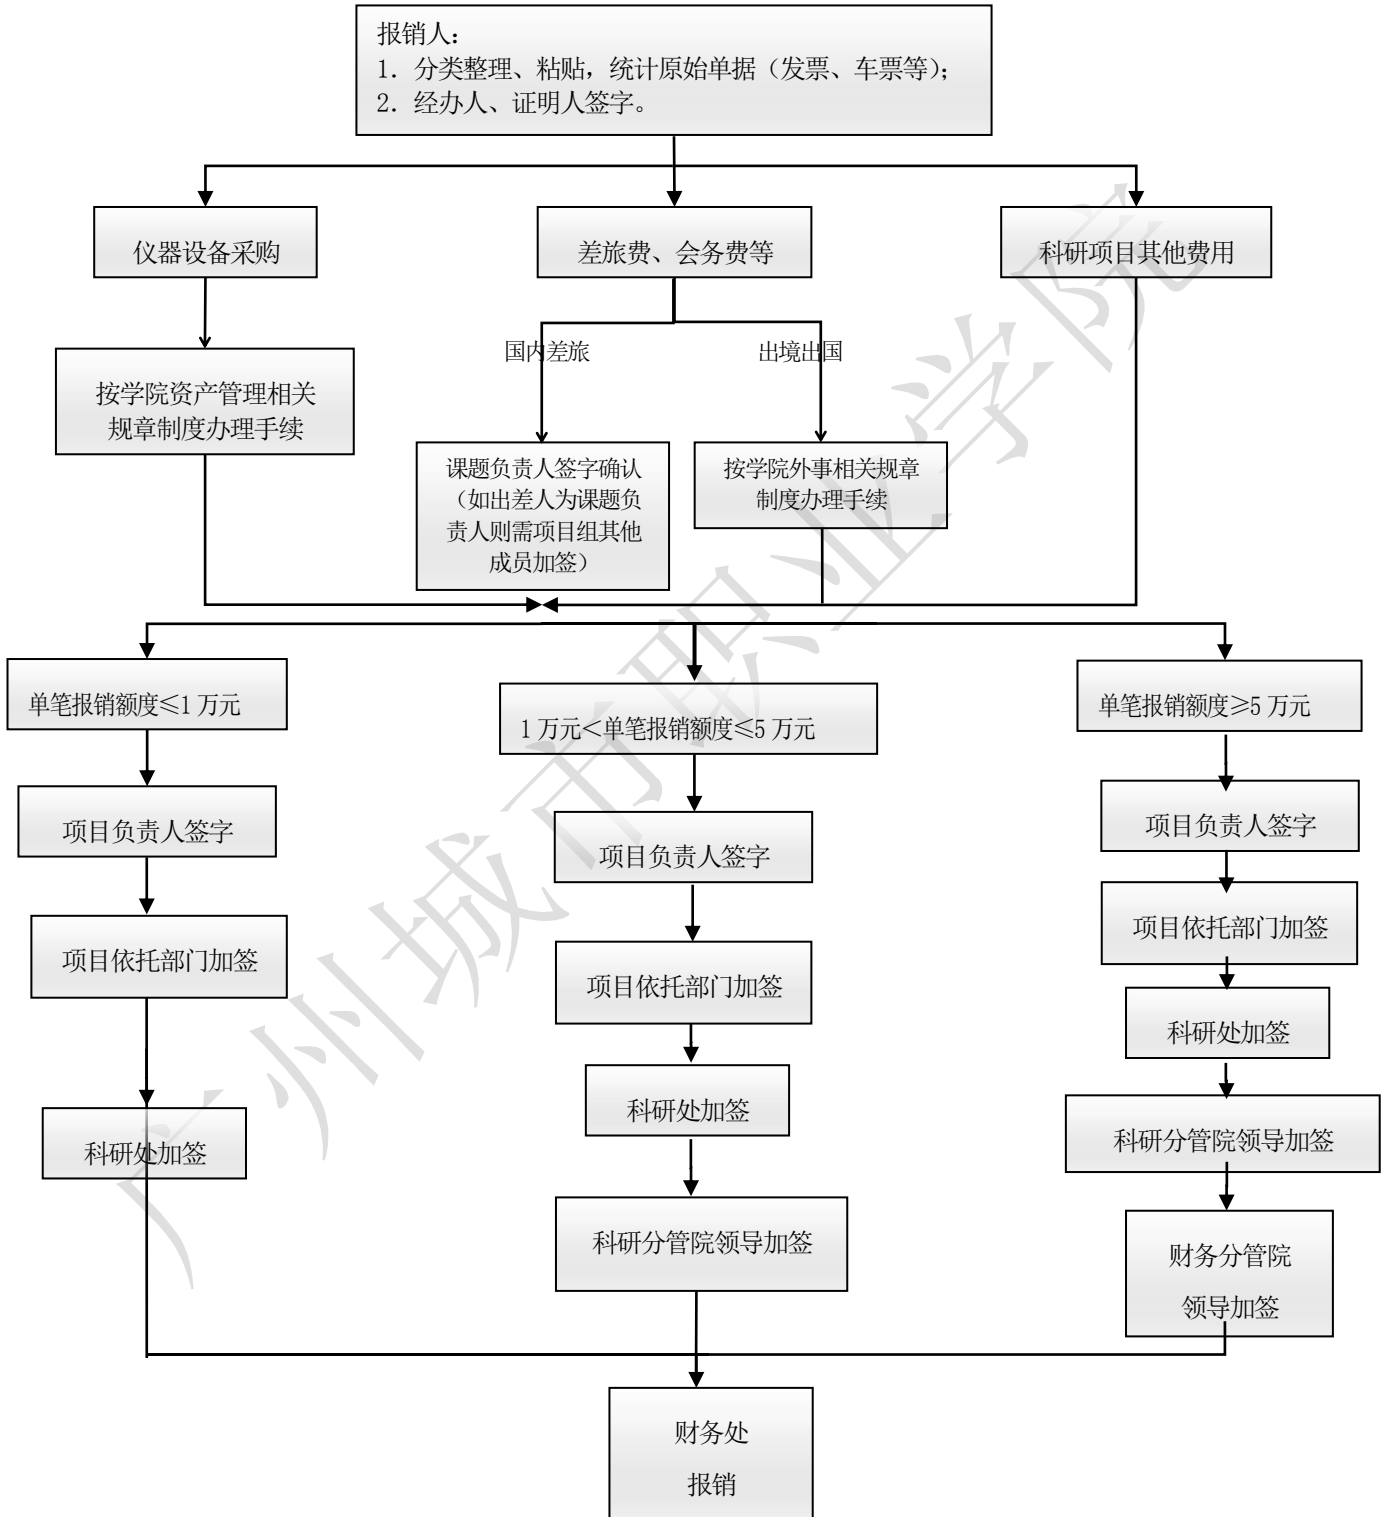 报销人：
1. 分类整理、粘贴，统计原始单据（发票、车票等）；
2. 经办人、证明人签字。
仪器设备采购
差旅费、会务费等
科研项目其他费用
国内差旅
出境出国
按学院资产管理相关
规章制度办理手续
课题负责人签字确认
（如出差人为课题负
责人则需项目组其他
成员加签）
按学院外事相关规章
制度办理手续
单笔报销额度≤1 万元
1 万元＜单笔报销额度≤5 万元
单笔报销额度≥5 万元
项目负责人签字
项目负责人签字
项目负责人签字
项目依托部门加签
项目依托部门加签
项目依托部门加签
科研处加签
科研处加签
科研处加签
科研分管院领导加签
科研分管院领导加签
财务分管院
领导加签
财务处
报销
广州城市职业学院